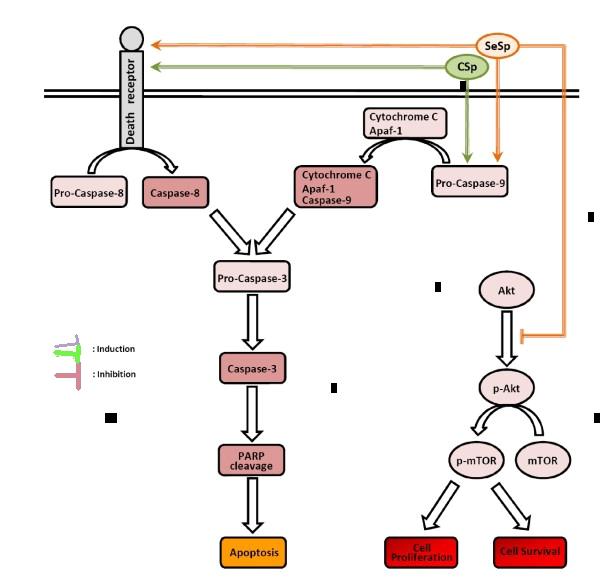 SeSp
CSp
Death receptor
Cytochrome C
Apaf-1
Pro-Caspase-8
Caspase-8
Cytochrome C
Apaf-1
Caspase-9
Pro-Caspase-9
Pro-Caspase-3
Akt
: Induction
: Inhibition
Caspase-3
p-Akt
PARP
cleavage
p-mTOR
mTOR
Apoptosis
Cell
Proliferation
Cell Survival